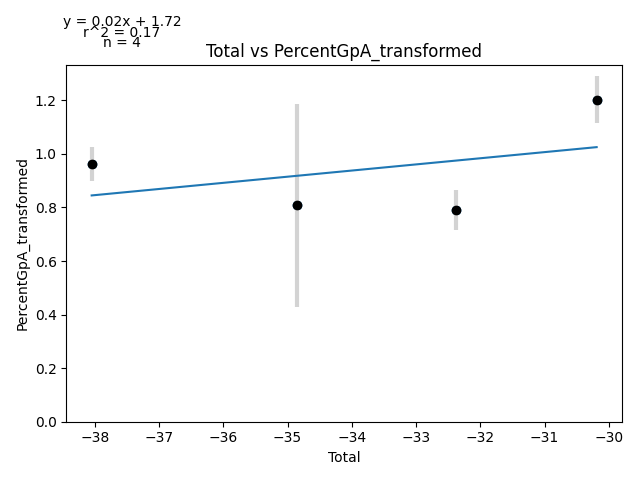 y = 0.02x + 1.72
r^2 = 0.17
n = 4
Total vs PercentGpA_transformed
PercentGpA_transformed
1.2
1.0
0.8
0.6
0.4
0.2
0.0
−38 −37 −36 −35 −34 −33 −32 −31 −30
Total